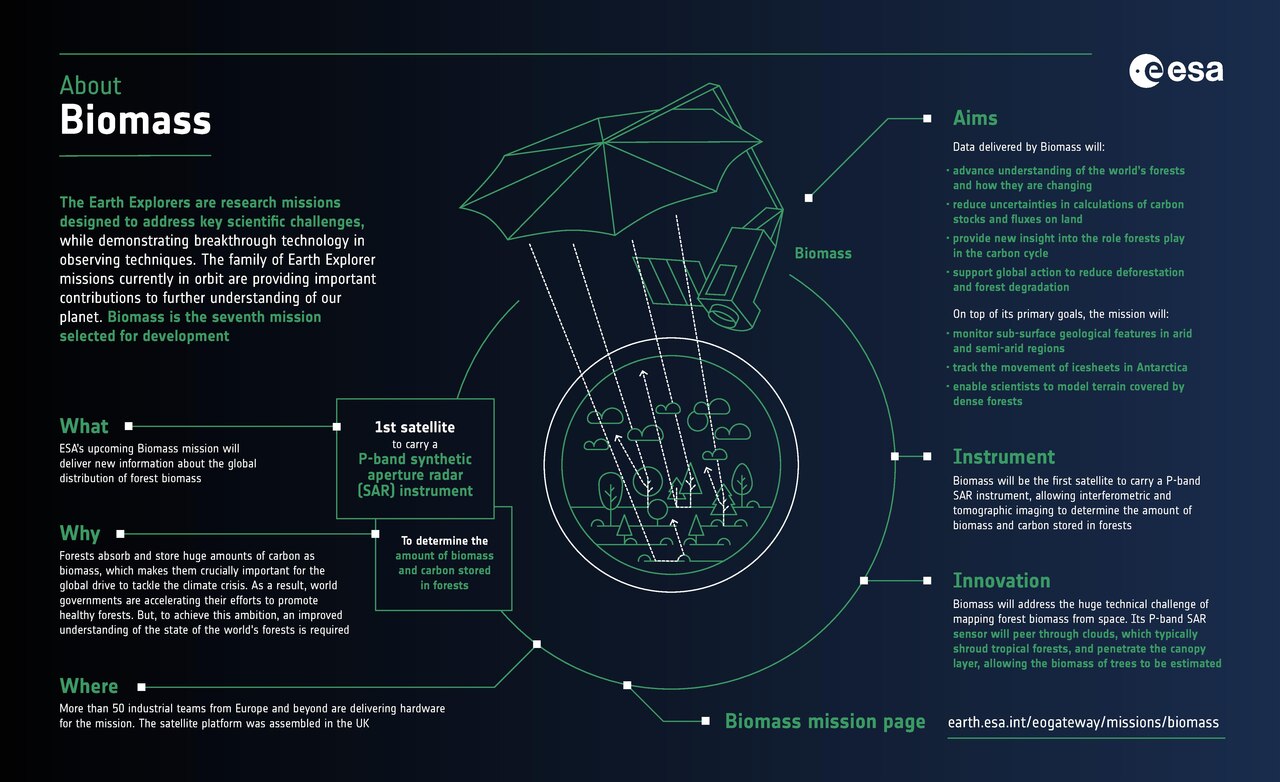 esa
About
Biomass
The Earth Explorers are research missions
designed to address key scientific challenges,
while demonstrating breakthrough technology in
observing techniques. The family of Earth Explorer
missions currently in orbit are providing important
contributions to further understanding of our
planet. Biomass is the seventh mission
selected for development
What
ESA's upcoming Biomass mission will
deliver new information about the global
distribution of forest biomass
1st satellite
to carry a
P-band synthetic
aperture radar
(SAR) instrument
Why
Forests absorb and store huge amounts of carbon as
biomass, which makes them crucially important for the
global drive to tackle the climate crisis. As a result, world
governments are accelerating their efforts to promote
healthy forests. But, to achieve this ambition, an improved
understanding of the state of the world's forests is required
To determine the
amount of biomass
and carbon stored
in forests
Where
More than 50 industrial teams from Europe and beyond are delivering hardware
for the mission. The satellite platform was assembled in the UK
Biomass
Aims
Data delivered by Biomass will:
· advance understanding of the world's forests
and how they are changing
· reduce uncertainties in calculations of carbon
stocks and fluxes on land
· provide new insight into the role forests play
in the carbon cycle
· support global action to reduce deforestation
and forest degradation
On top of its primary goals, the mission will:
· monitor sub-surface geological features in arid
and semi-arid regions
· track the movement of icesheets in Antarctica
· enable scientists to model terrain covered by
dense forests
Instrument
Biomass will be the first satellite to carry a P-band
SAR instrument, allowing interferometric and
tomographic imaging to determine the amount of
biomass and carbon stored in forests
Innovation
Biomass will address the huge technical challenge of
mapping forest biomass from space. Its P-band SAR
sensor will peer through clouds, which typically
shroud tropical forests, and penetrate the canopy
layer, allowing the biomass of trees to be estimated
Biomass mission page earth.esa.int/eogateway/missions/biomass